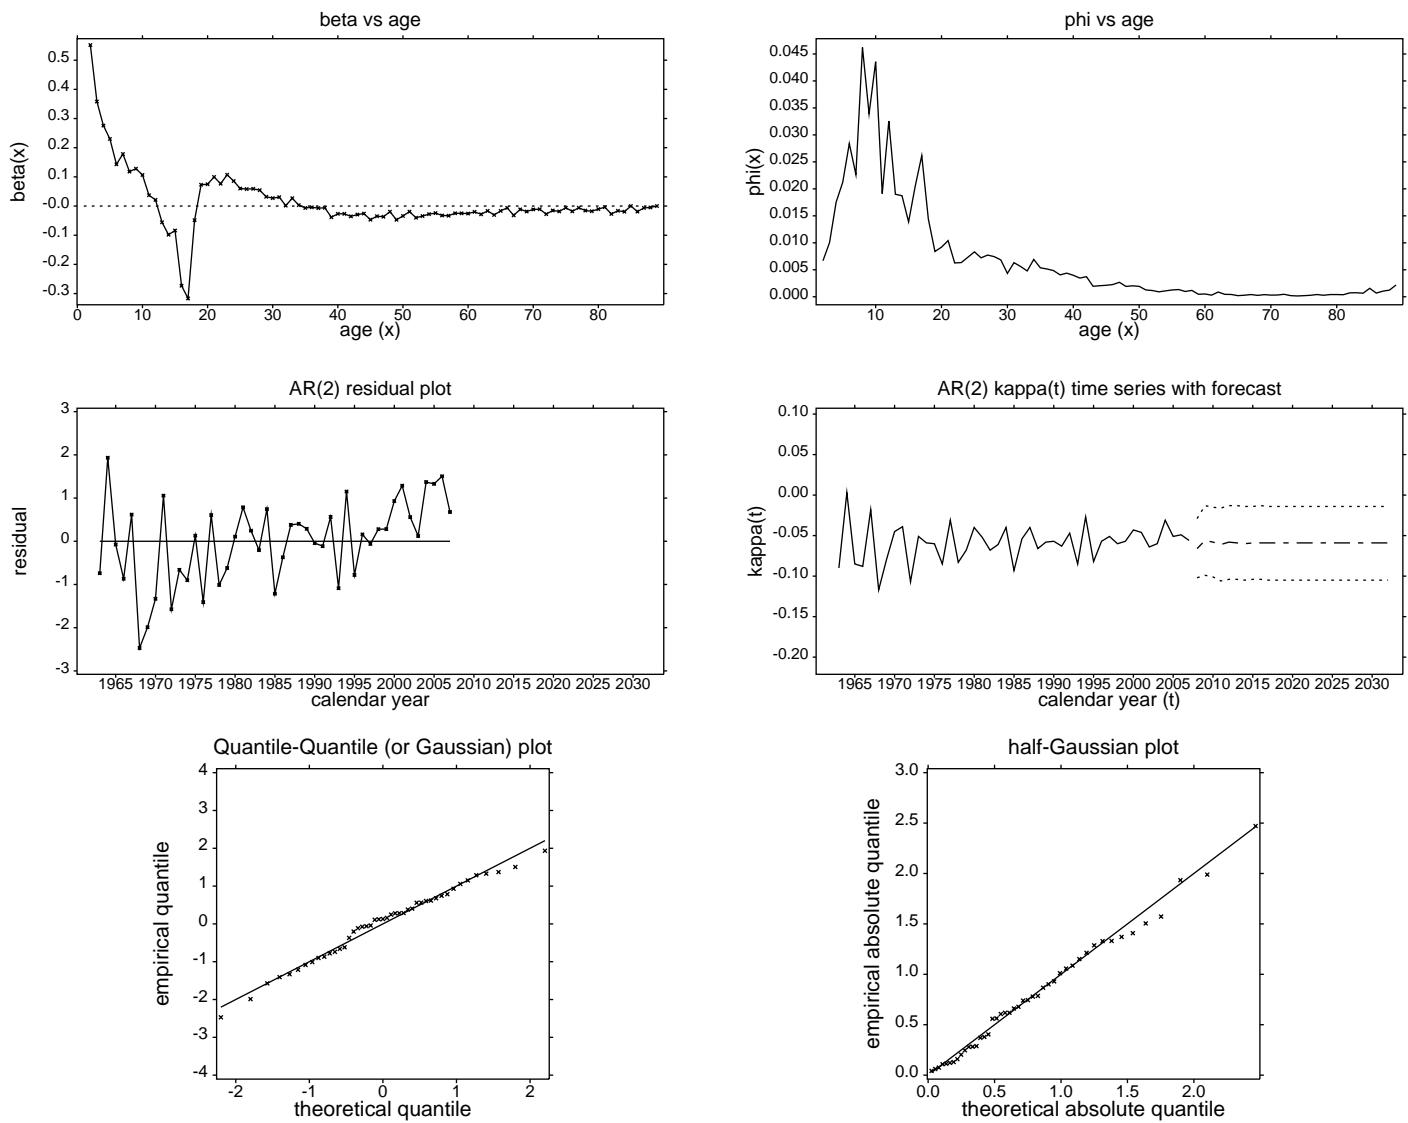 beta vs age
phi vs age
0.5
0.4
0.3
0.2
0.1
-0.0
-0.1
-0.2
-0.3
beta(x)
0 10 20 30 40 50 60 70 80
age (x)
0.045
0.040
0.035
0.030
0.025
0.020
0.015
0.010
0.005
0.000
phi(x)
10 20 30 40 50 60 70 80
age (x)
AR(2) residual plot
AR(2) kappa(t) time series with forecast
3
2
1
0
-1
-2
-3
residual
1965 1970 1975 1980 1985 1990 1995 2000 2005 2010 2015 2020 2025 2030
calendar year
0.10
0.05
0.00
-0.05
-0.10
-0.15
-0.20
kappa(t)
1965 1970 1975 1980 1985 1990 1995 2000 2005 2010 2015 2020 2025 2030
calendar year (t)
Quantile-Quantile (or Gaussian) plot
half-Gaussian plot
4
3
2
1
0
-1
-2
-3
-4
empirical quantile
-2 -1 0 1 2
theoretical quantile
3.0
2.5
2.0
1.5
1.0
0.5
0.0
empirical absolute quantile
0.0 0.5 1.0 1.5 2.0
theoretical absolute quantile